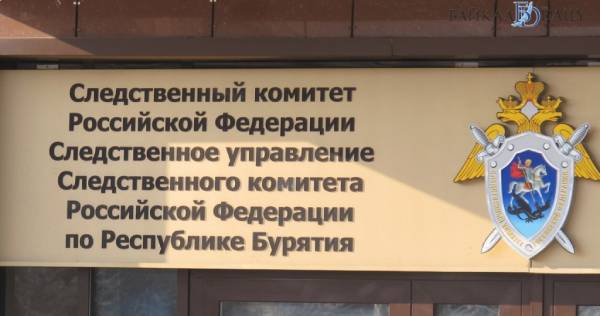 Следственный комитет
Российской Федерации
Следственное управление
Следственного комитета
Российской Федерации
по Республике Бурятия